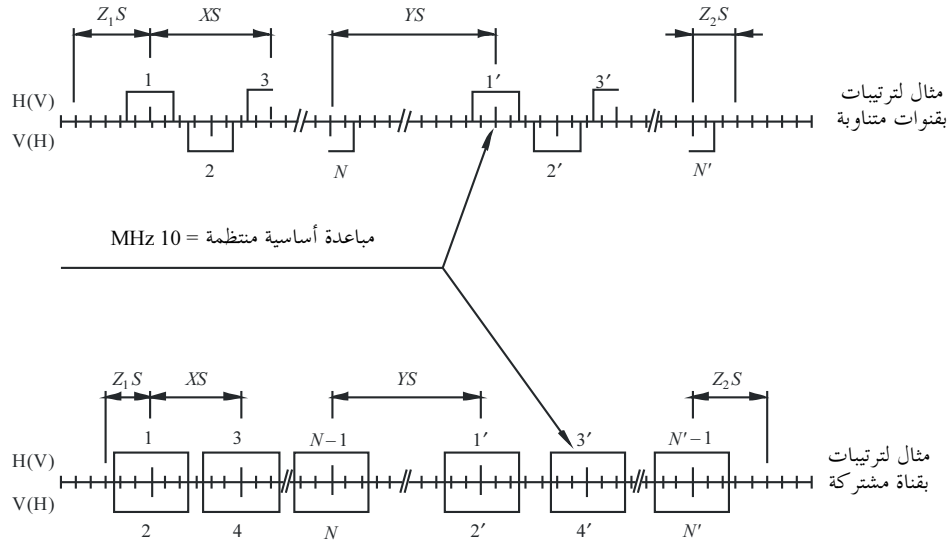 Z₁S XS YS Z₂S
1 3 1′ 3′
H(V)
V(H)
2 N 2′ N′
مثال لترتيبات
بقنوات متناوبة
مباعدة أساسية منتظمة = MHz 10
Z₁S XS YS Z₂S
1 3 N–1 1′ 3′ N′–1
H(V)
V(H)
2 4 N 2′ 4′ N′
مثال لترتيبات
بقناة مشتركة